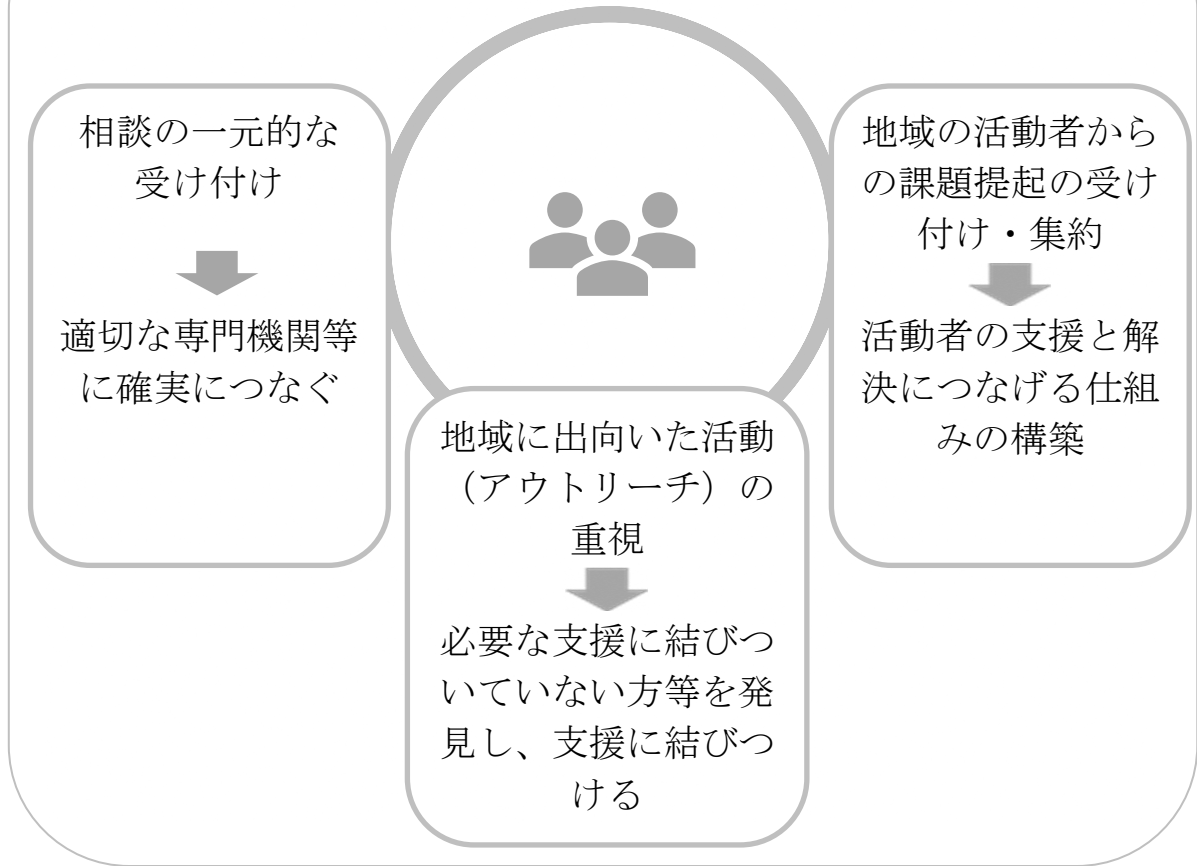 相談の一元的な
受け付け
適切な専門機関等
に確実につなぐ
地域に出向いた活動
（アウトリーチ）の
重視
必要な支援に結びつ
いていない方等を発
見し、支援に結びつ
ける
地域の活動者から
の課題提起の受け
付け・集約
活動者の支援と解
決につなげる仕組
みの構築